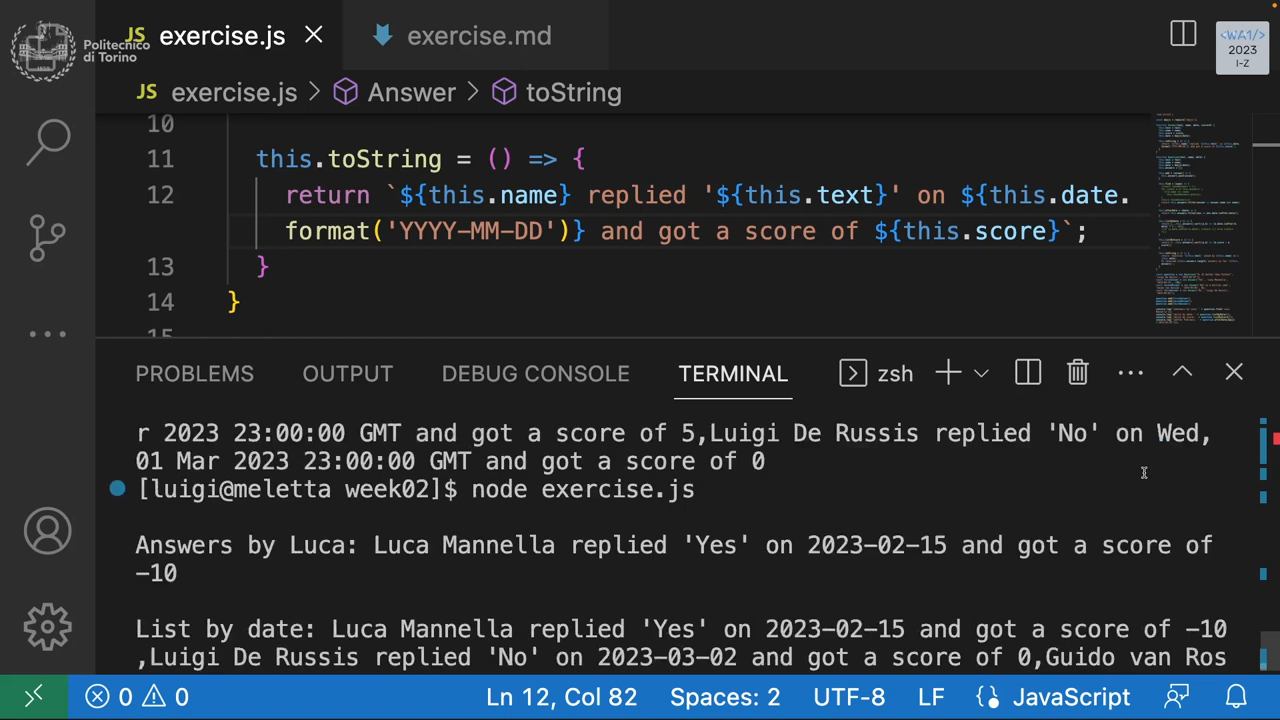 JS exercise.js
exercise.md
Politecnico
di Torino
<WA1/>
2023
I-Z
JS exercise.js > Answer > toString
10
11 this.toString = () => {
12 return `${this.name} replied '${this.text}' on ${this.date.
format('YYYY-MM-DD')} and got a score of ${this.score}`;
13 }
14 }
15
PROBLEMS OUTPUT DEBUG CONSOLE TERMINAL zsh
r 2023 23:00:00 GMT and got a score of 5,Luigi De Russis replied 'No' on Wed,
01 Mar 2023 23:00:00 GMT and got a score of 0
[luigi@meletta week02]$ node exercise.js
Answers by Luca: Luca Mannella replied 'Yes' on 2023-02-15 and got a score of
-10
List by date: Luca Mannella replied 'Yes' on 2023-02-15 and got a score of -10
,Luigi De Russis replied 'No' on 2023-03-02 and got a score of 0,Guido van Ros
0 0 Ln 12, Col 82 Spaces: 2 UTF-8 LF JavaScript